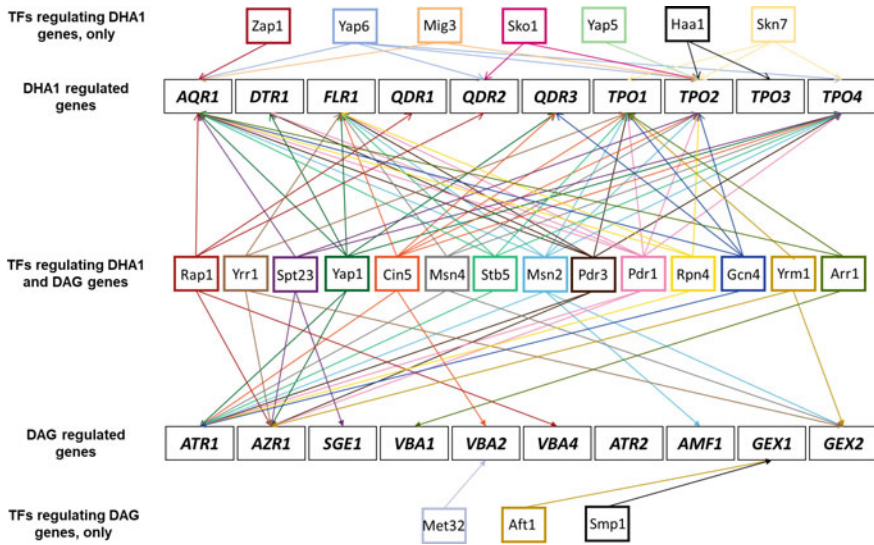 TFs regulating DHA1 genes, only
Zap1 Yap6 Mig3 Sko1 Yap5 Haa1 Skn7
DHA1 regulated genes
AQR1 DTR1 FLR1 QDR1 QDR2 QDR3 TPO1 TPO2 TPO3 TPO4
TFs regulating DHA1 and DAG genes
Rap1 Yrr1 Spt23 Yap1 Cin5 Msn4 Stb5 Msn2 Pdr3 Pdr1 Rpn4 Gcn4 Yrm1 Arr1
DAG regulated genes
ATR1 AZR1 SGE1 VBA1 VBA2 VBA4 ATR2 AMF1 GEX1 GEX2
TFs regulating DAG genes, only
Met32 Aft1 Smp1